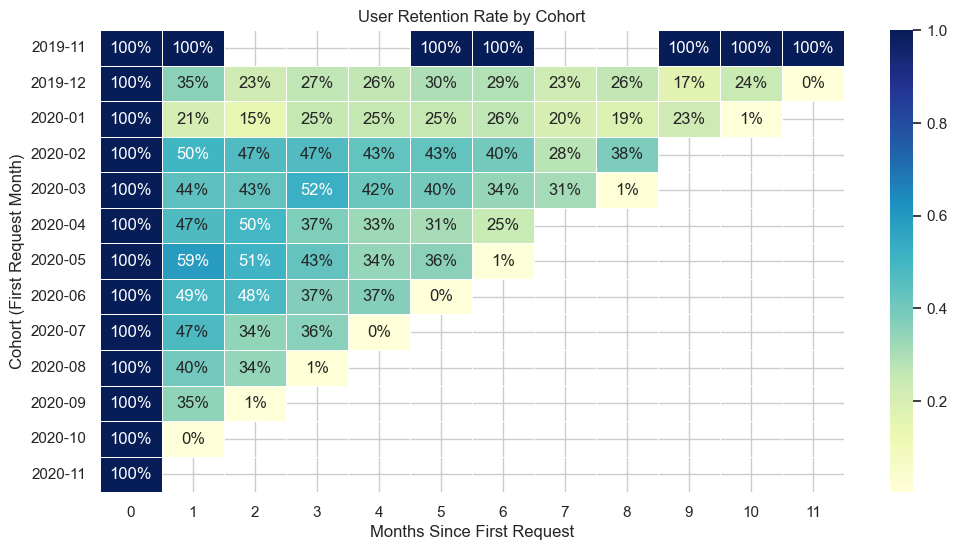 User Retention Rate by Cohort
2019-11 100% 100% 100% 100% 100% 100% 100%
2019-12 100% 35% 23% 27% 26% 30% 29% 23% 26% 17% 24% 0%
2020-01 100% 21% 15% 25% 25% 25% 26% 20% 19% 23% 1%
2020-02 100% 50% 47% 47% 43% 43% 40% 28% 38%
2020-03 100% 44% 43% 52% 42% 40% 34% 31% 1%
2020-04 100% 47% 50% 37% 33% 31% 25%
2020-05 100% 59% 51% 43% 34% 36% 1%
2020-06 100% 49% 48% 37% 37% 0%
2020-07 100% 47% 34% 36% 0%
2020-08 100% 40% 34% 1%
2020-09 100% 35% 1%
2020-10 100% 0%
2020-11 100%
0 1 2 3 4 5 6 7 8 9 10 11
Months Since First Request
Cohort (First Request Month)
1.0
0.8
0.6
0.4
0.2